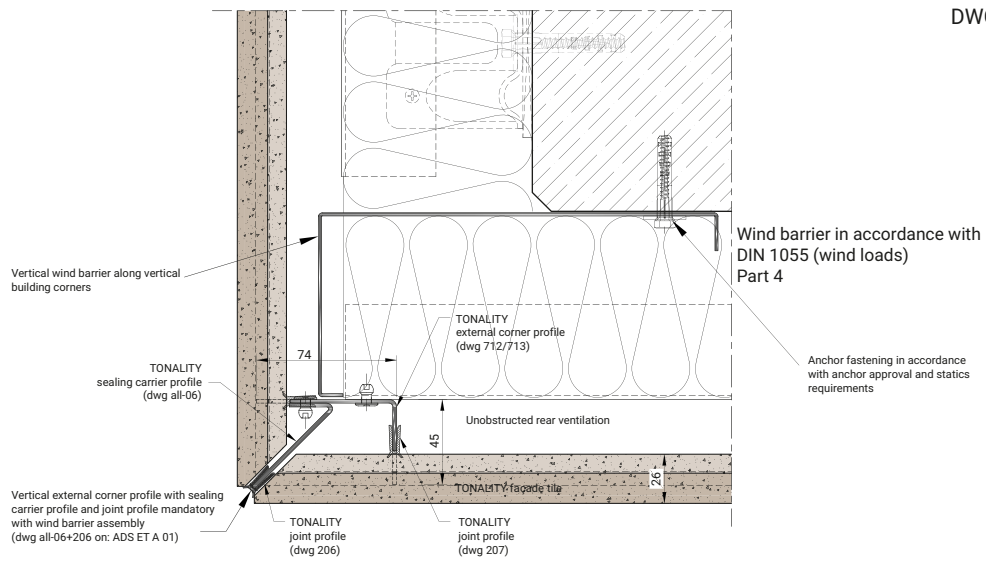 DWG
Wind barrier in accordance with
DIN 1055 (wind loads)
Part 4
Vertical wind barrier along vertical
building corners
TONALITY
external corner profile
(dwg 712/713)
74
TONALITY
sealing carrier profile
(dwg all-06)
Anchor fastening in accordance
with anchor approval and statics
requirements
Unobstructed rear ventilation
45
26
TONALITY facade tile
Vertical external corner profile with sealing
carrier profile and joint profile mandatory
with wind barrier assembly
(dwg all-06+206 on: ADS ET A 01)
TONALITY
joint profile
(dwg 206)
TONALITY
joint profile
(dwg 207)